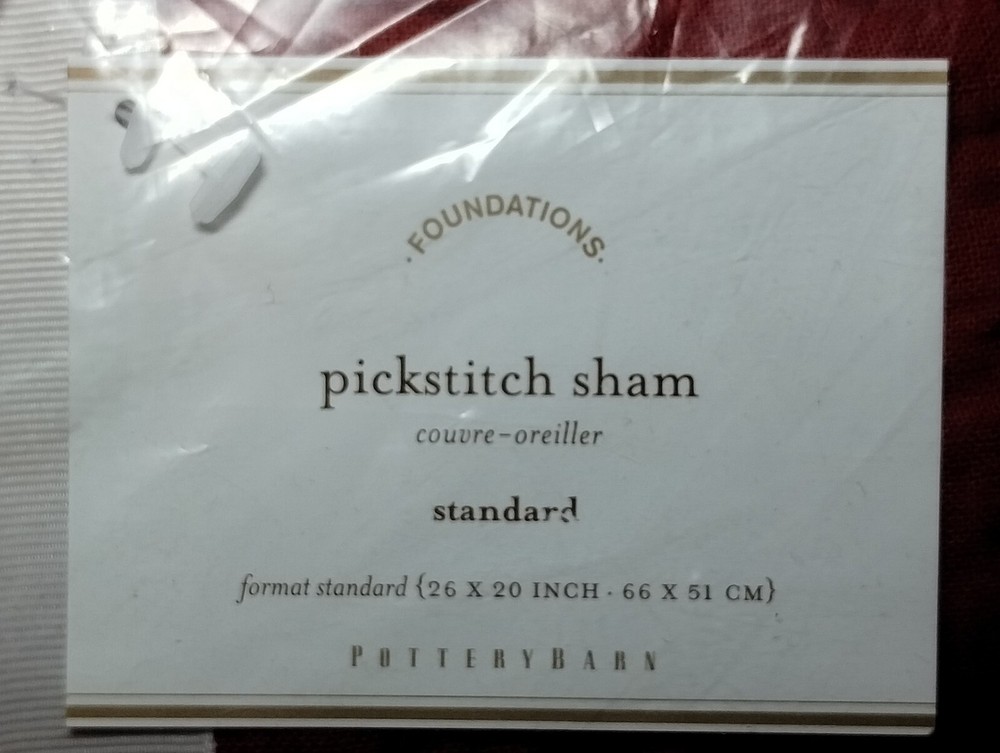 ·FOUNDATIONS·
pickstitch sham
couvre-oreiller
standard
format standard {26 X 20 INCH · 66 X 51 CM}
POTTERYBARN